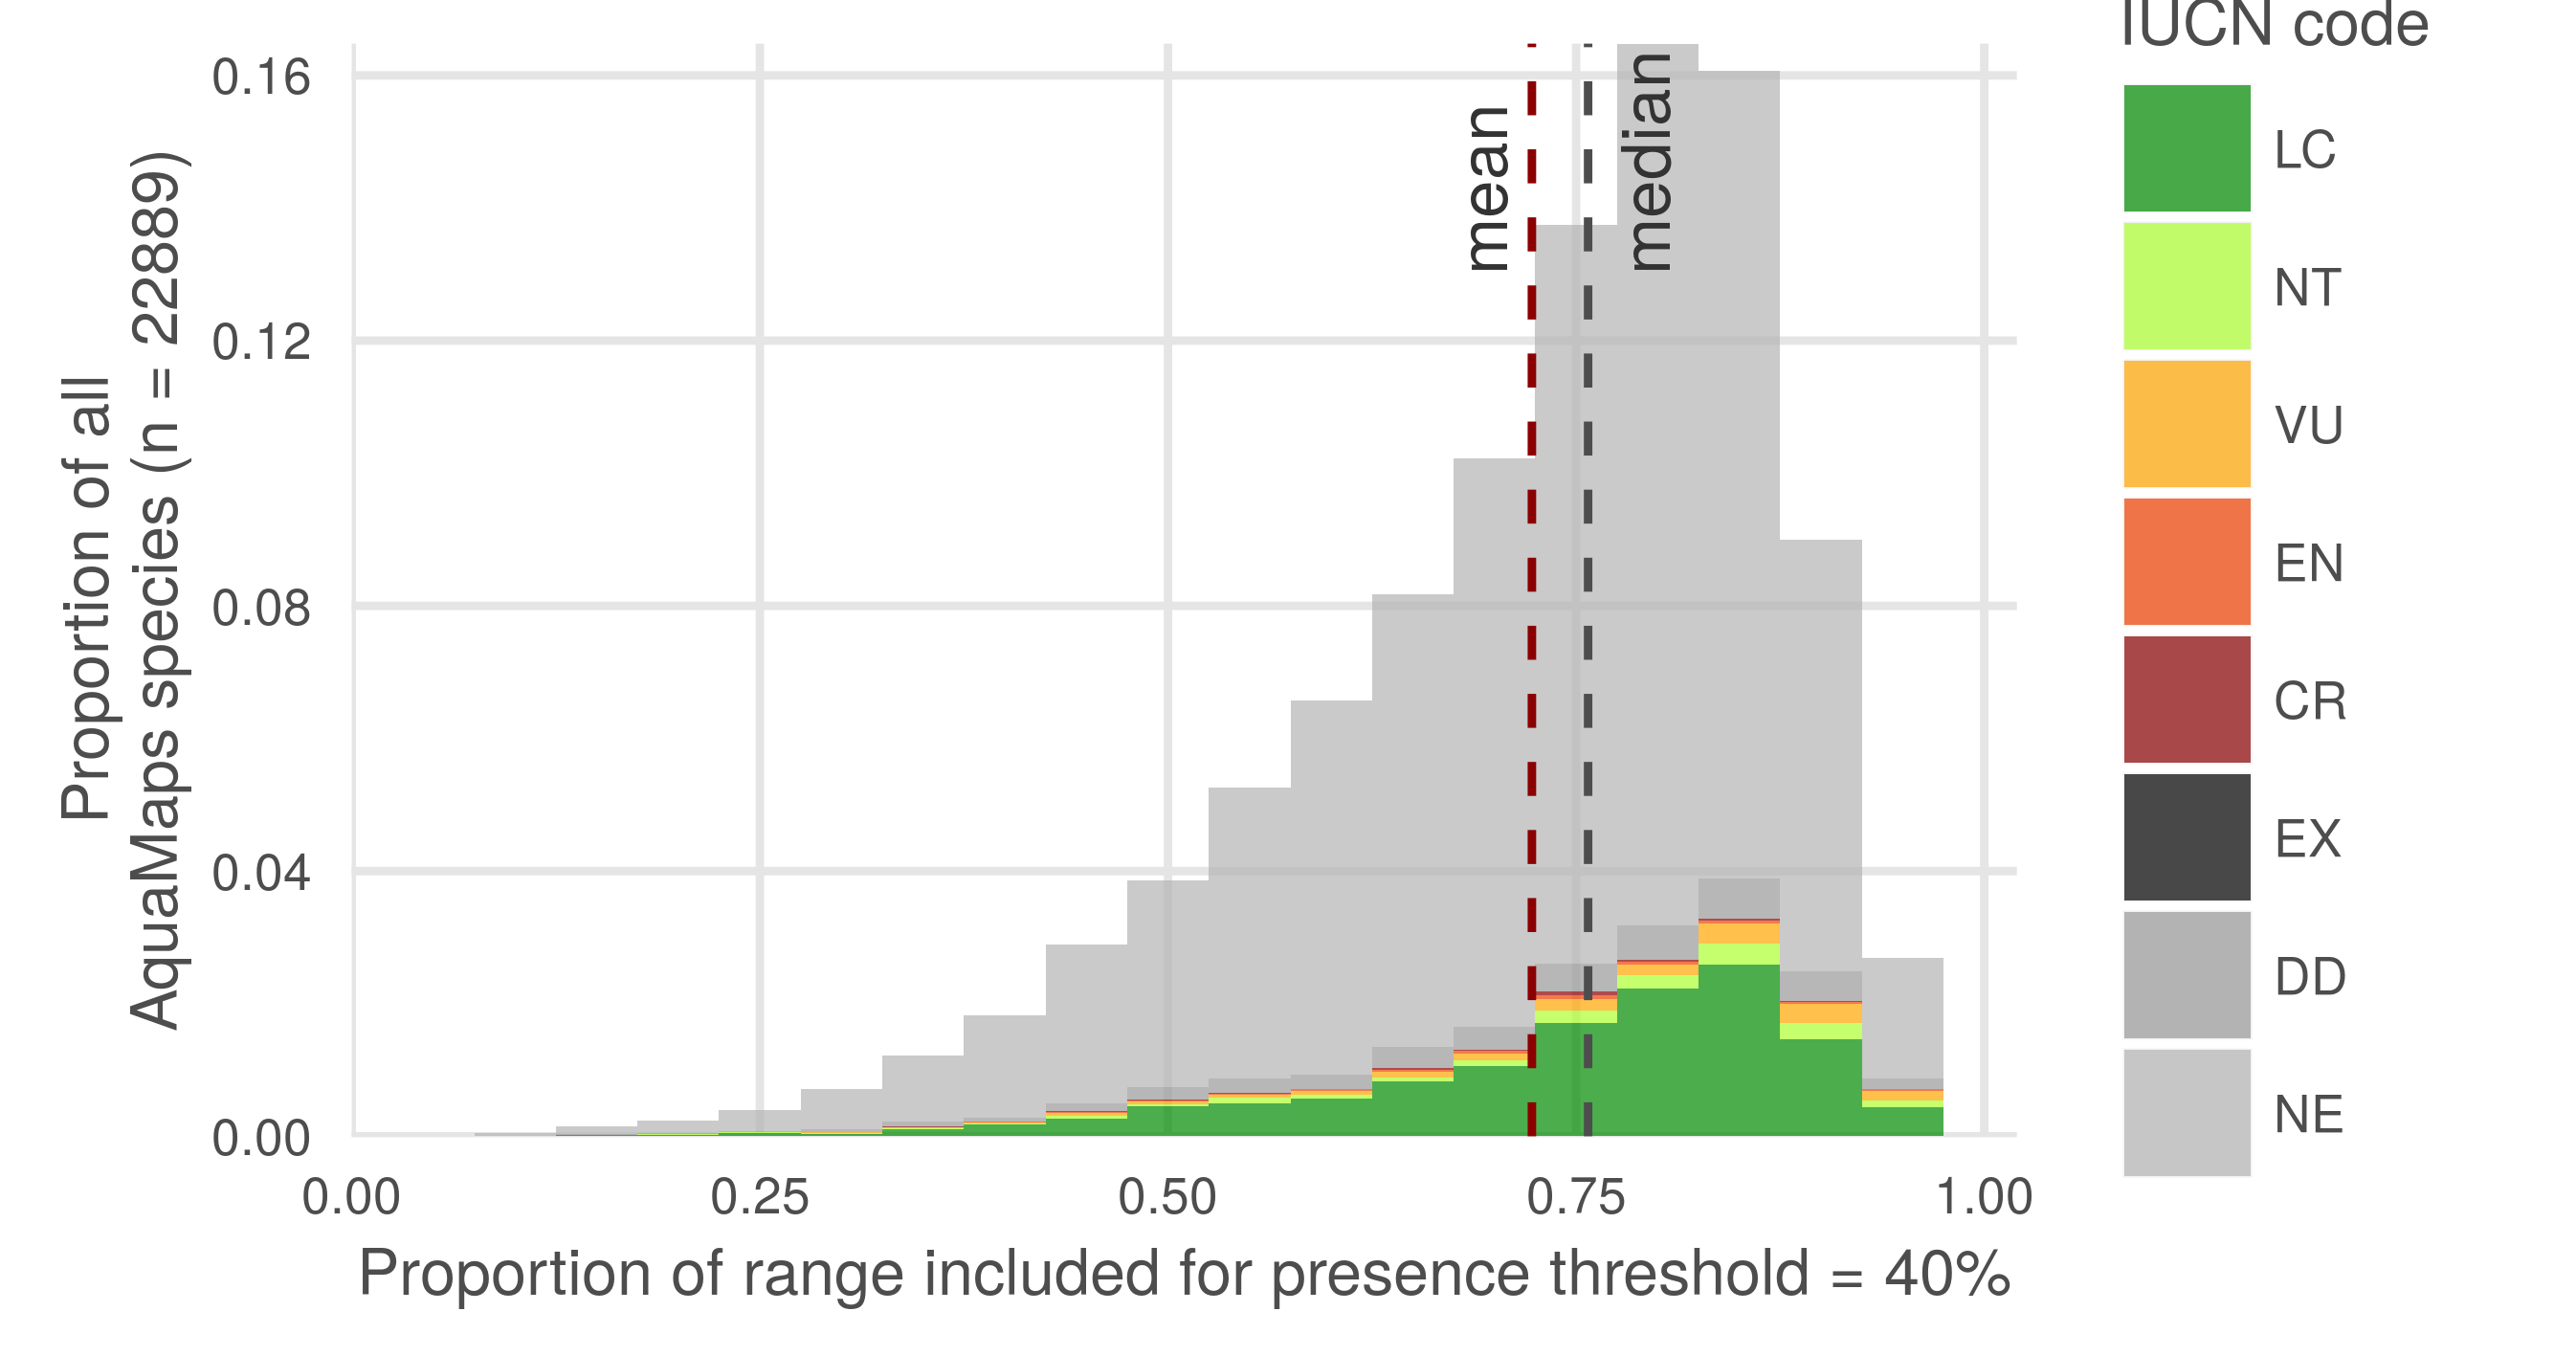 IUCN code
0.16
0.12
0.08
0.04
0.00
Proportion of all
AquaMaps species (n = 22889)
mean
median
LC
NT
VU
EN
CR
EX
DD
NE
0.00 0.25 0.50 0.75 1.00
Proportion of range included for presence threshold = 40%